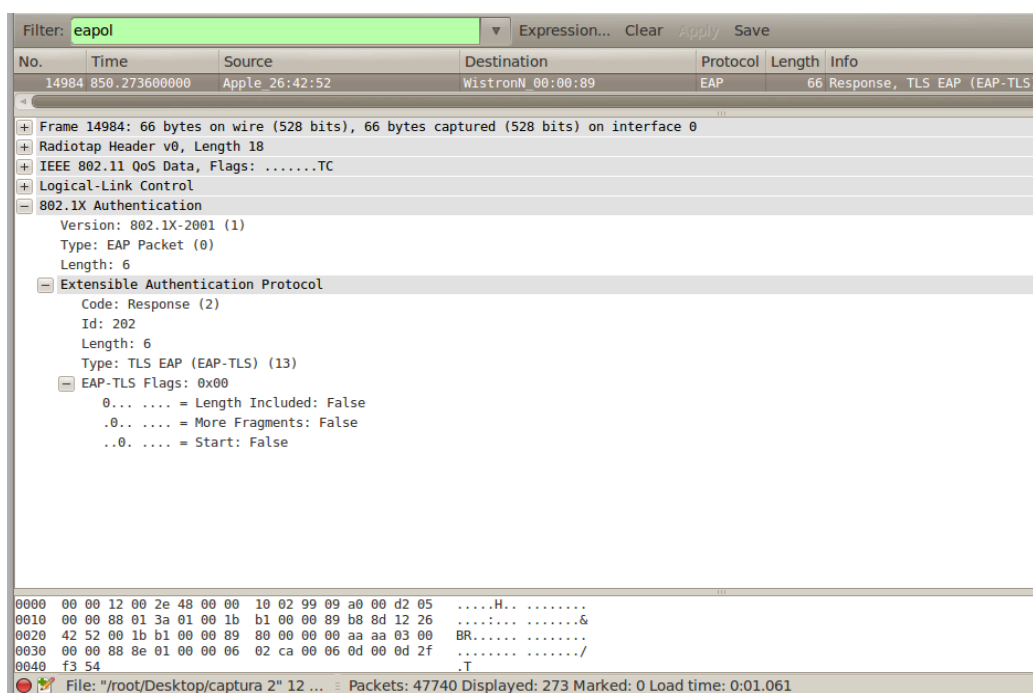 Filter: eapol Expression... Clear Apply Save
No. Time Source Destination Protocol Length Info
14984 850.273600000 Apple_26:42:52 WistronN_00:00:89 EAP 66 Response, TLS EAP (EAP-TLS
+ Frame 14984: 66 bytes on wire (528 bits), 66 bytes captured (528 bits) on interface 0
+ Radiotap Header v0, Length 18
+ IEEE 802.11 QoS Data, Flags: .......TC
+ Logical-Link Control
− 802.1X Authentication
Version: 802.1X-2001 (1)
Type: EAP Packet (0)
Length: 6
− Extensible Authentication Protocol
Code: Response (2)
Id: 202
Length: 6
Type: TLS EAP (EAP-TLS) (13)
− EAP-TLS Flags: 0x00
0... .... = Length Included: False
.0.. .... = More Fragments: False
..0. .... = Start: False
0000 00 00 12 00 2e 48 00 00 10 02 99 09 a0 00 d2 05 .....H.. ........
0010 00 00 88 01 3a 01 00 1b b1 00 00 89 b8 8d 12 26 ....:... .......&
0020 42 52 00 1b b1 00 00 89 80 00 00 00 aa aa 03 00 BR...... ........
0030 00 00 88 8e 01 00 00 06 02 ca 00 06 0d 00 0d 2f ........ ......./
0040 f3 54 .T
File: "/root/Desktop/captura 2" 12 ... Packets: 47740 Displayed: 273 Marked: 0 Load time: 0:01.061